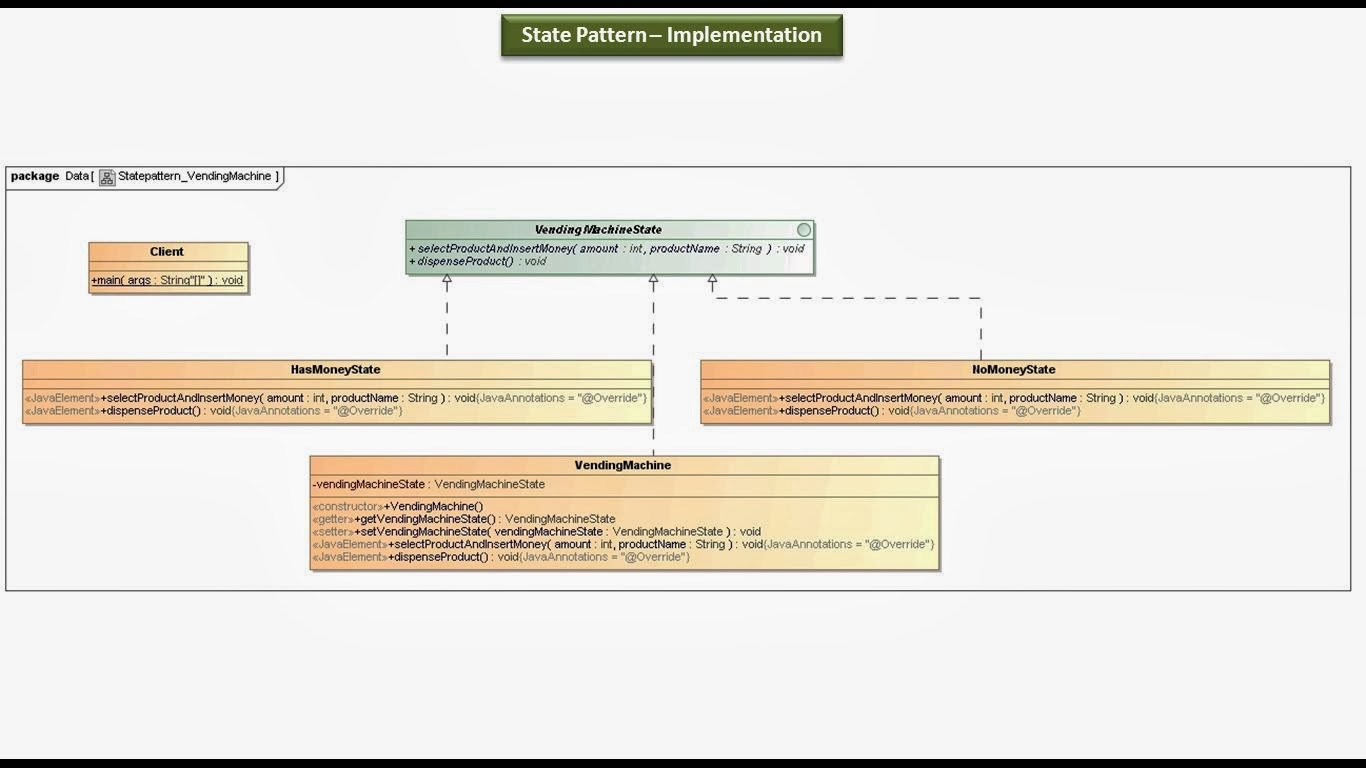 State Pattern – Implementation
package Data [ Statepattern_VendingMachine ]
VendingMachineState
+ selectProductAndInsertMoney( amount : int, productName : String ) : void
+ dispenseProduct() : void
Client
+main( args : String"[]" ) : void
HasMoneyState
«JavaElement»+selectProductAndInsertMoney( amount : int, productName : String ) : void{JavaAnnotations = "@Override"}
«JavaElement»+dispenseProduct() : void{JavaAnnotations = "@Override"}
NoMoneyState
«JavaElement»+selectProductAndInsertMoney( amount : int, productName : String ) : void{JavaAnnotations = "@Override"}
«JavaElement»+dispenseProduct() : void{JavaAnnotations = "@Override"}
VendingMachine
-vendingMachineState : VendingMachineState
«constructor»+VendingMachine()
«getter»+getVendingMachineState() : VendingMachineState
«setter»+setVendingMachineState( vendingMachineState : VendingMachineState ) : void
«JavaElement»+selectProductAndInsertMoney( amount : int, productName : String ) : void{JavaAnnotations = "@Override"}
«JavaElement»+dispenseProduct() : void{JavaAnnotations = "@Override"}